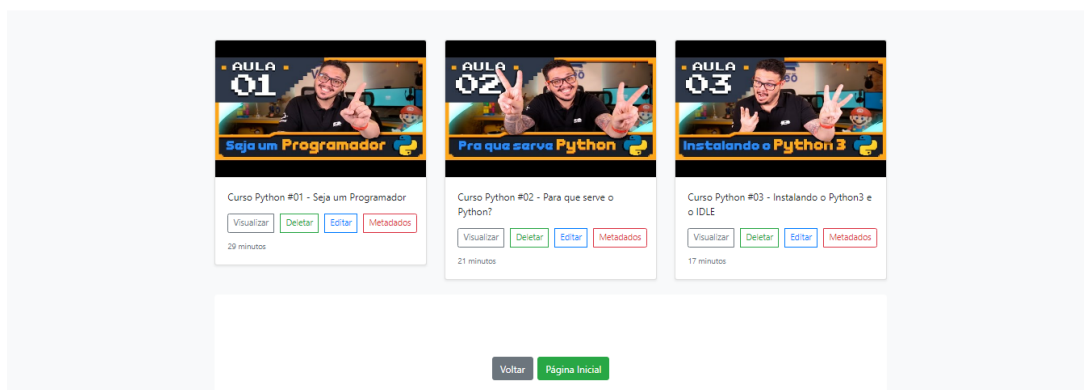 AULA
01
Seja um Programador
AULA
02
Pra que serve Python
AULA
03
Instalando o Python 3
Curso Python #01 - Seja um Programador
Visualizar Deletar Editar Metadados
29 minutos
Curso Python #02 - Para que serve o
Python?
Visualizar Deletar Editar Metadados
21 minutos
Curso Python #03 - Instalando o Python3 e
o IDLE
Visualizar Deletar Editar Metadados
17 minutos
Voltar Página Inicial